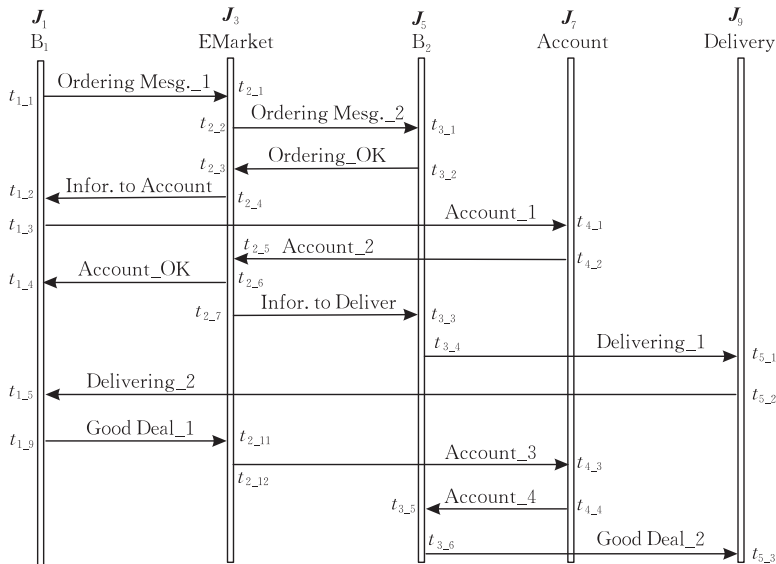 J1 J3 J5 J7 J9
B1 EMarket B2 Account Delivery
t1_1 Ordering Mesg._1 t2_1
t2_2 Ordering Mesg._2 t3_1
t2_3 Ordering_OK t3_2
t1_2 Infor. to Account t2_4
t1_3 Account_1 t4_1
t2_5 Account_2 t4_2
t1_4 Account_OK t2_6
t2_7 Infor. to Deliver t3_3
t3_4 Delivering_1 t5_1
t1_5 Delivering_2 t5_2
t1_9 Good Deal_1 t2_11
t2_12 Account_3 t4_3
t3_5 Account_4 t4_4
t3_6 Good Deal_2 t5_3